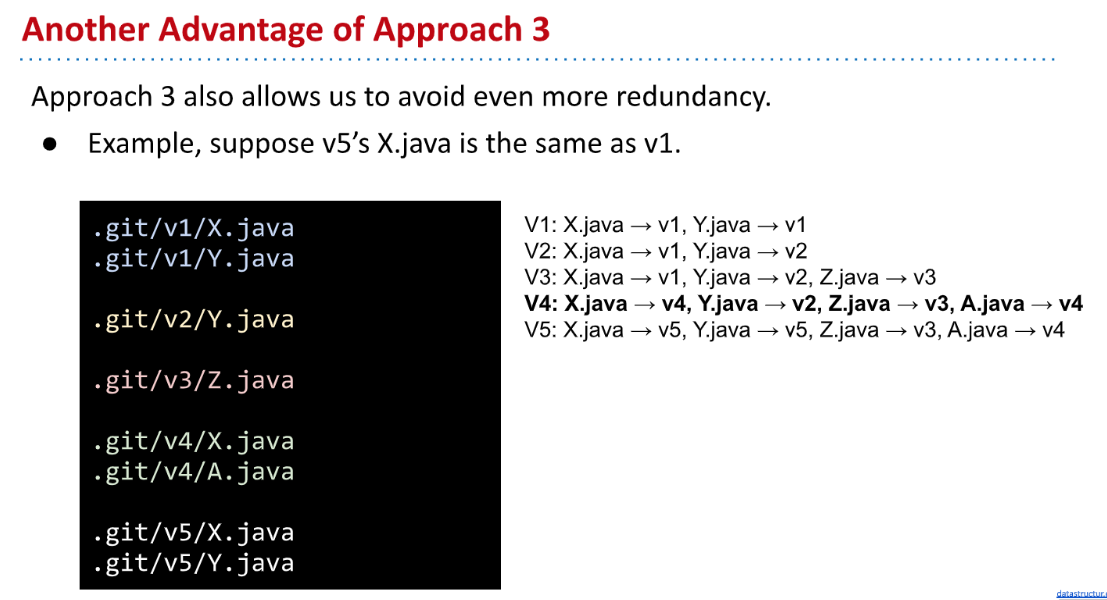 Another Advantage of Approach 3
Approach 3 also allows us to avoid even more redundancy.
● Example, suppose v5’s X.java is the same as v1.
.git/v1/X.java
.git/v1/Y.java
.git/v2/Y.java
.git/v3/Z.java
.git/v4/X.java
.git/v4/A.java
.git/v5/X.java
.git/v5/Y.java
V1: X.java → v1, Y.java → v1
V2: X.java → v1, Y.java → v2
V3: X.java → v1, Y.java → v2, Z.java → v3
V4: X.java → v4, Y.java → v2, Z.java → v3, A.java → v4
V5: X.java → v5, Y.java → v5, Z.java → v3, A.java → v4
datastructur.